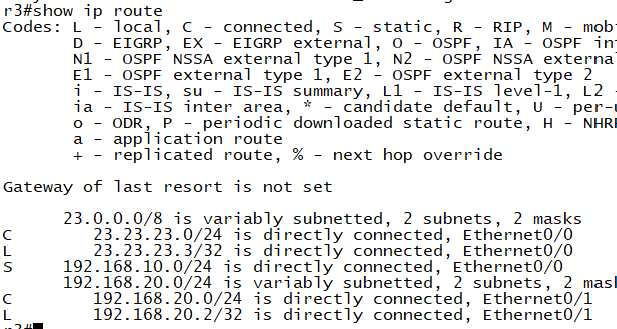 r3#show ip route
Codes: L - local, C - connected, S - static, R - RIP, M - mob
D - EIGRP, EX - EIGRP external, O - OSPF, IA - OSPF in
N1 - OSPF NSSA external type 1, N2 - OSPF NSSA external
E1 - OSPF external type 1, E2 - OSPF external type 2
i - IS-IS, su - IS-IS summary, L1 - IS-IS level-1, L2 -
ia - IS-IS inter area, * - candidate default, U - per-u
o - ODR, P - periodic downloaded static route, H - NHRP
a - application route
+ - replicated route, % - next hop override
Gateway of last resort is not set
23.0.0.0/8 is variably subnetted, 2 subnets, 2 masks
C 23.23.23.0/24 is directly connected, Ethernet0/0
L 23.23.23.3/32 is directly connected, Ethernet0/0
S 192.168.10.0/24 is directly connected, Ethernet0/0
192.168.20.0/24 is variably subnetted, 2 subnets, 2 mask
C 192.168.20.0/24 is directly connected, Ethernet0/1
L 192.168.20.2/32 is directly connected, Ethernet0/1
r3#